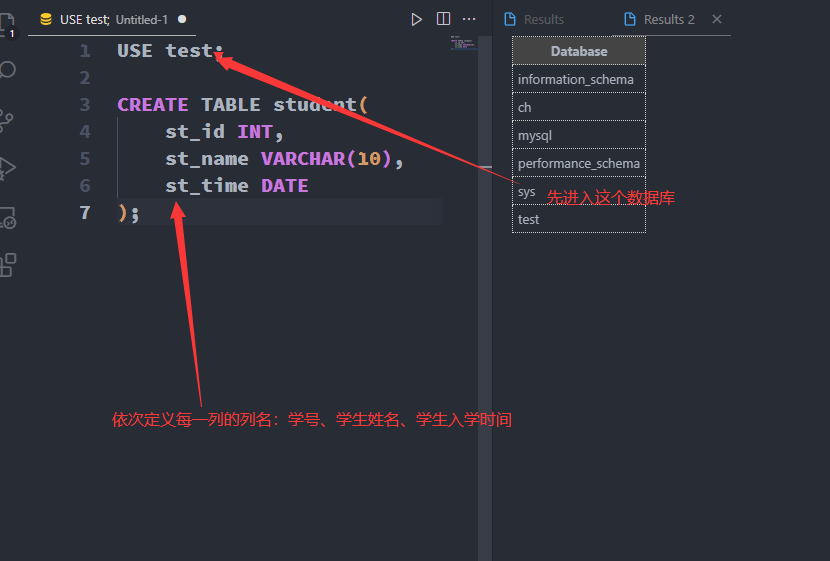 USE test; Untitled-1
Results
Results 2
1
1 USE test;
2
3 CREATE TABLE student(
4 st_id INT,
5 st_name VARCHAR(10),
6 st_time DATE
7 );
Database
information_schema
ch
mysql
performance_schema
sys
先进入这个数据库
test
依次定义每一列的列名：学号、学生姓名、学生入学时间